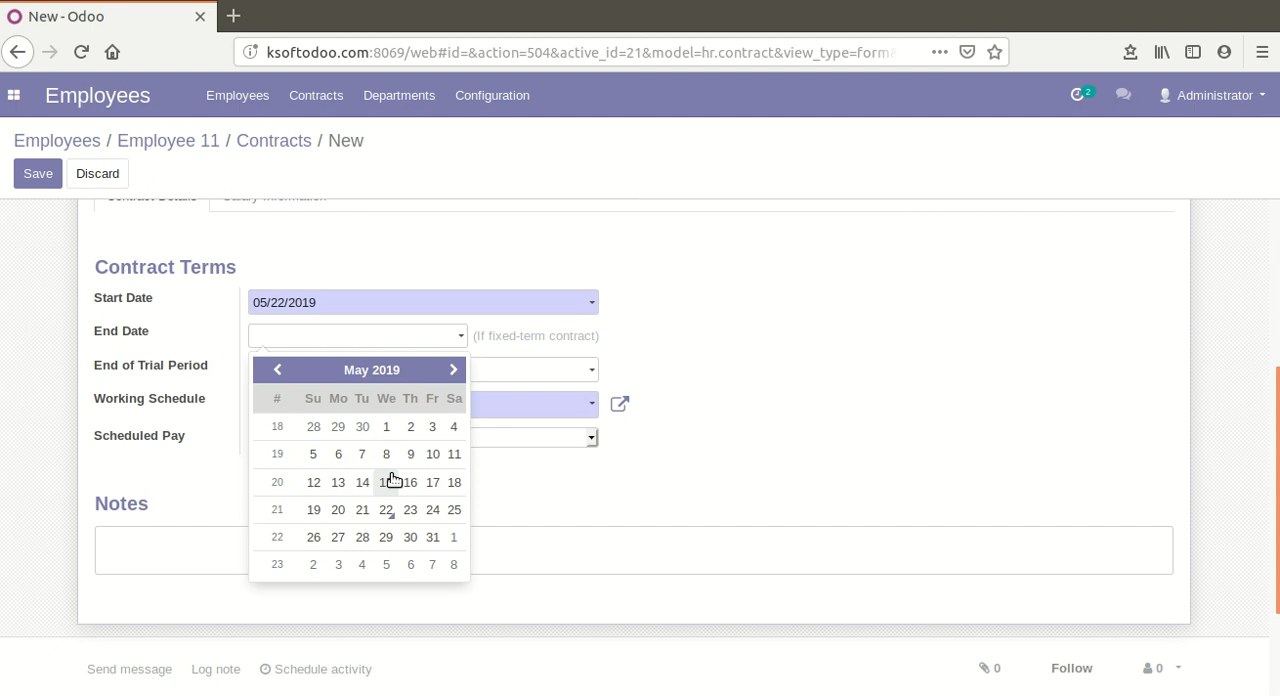 New - Odoo
ksoftodoo.com:8069/web#id=&action=504&active_id=21&model=hr.contract&view_type=form&
Employees Employees Contracts Departments Configuration 2 Administrator
Employees / Employee 11 / Contracts / New
Save Discard
Contract Details Salary Information
Contract Terms
Start Date 05/22/2019
End Date (If fixed-term contract)
End of Trial Period
Working Schedule
Scheduled Pay
May 2019
# Su Mo Tu We Th Fr Sa
18 28 29 30 1 2 3 4
19 5 6 7 8 9 10 11
20 12 13 14 15 16 17 18
21 19 20 21 22 23 24 25
22 26 27 28 29 30 31 1
23 2 3 4 5 6 7 8
Notes
Send message Log note Schedule activity 0 Follow 0